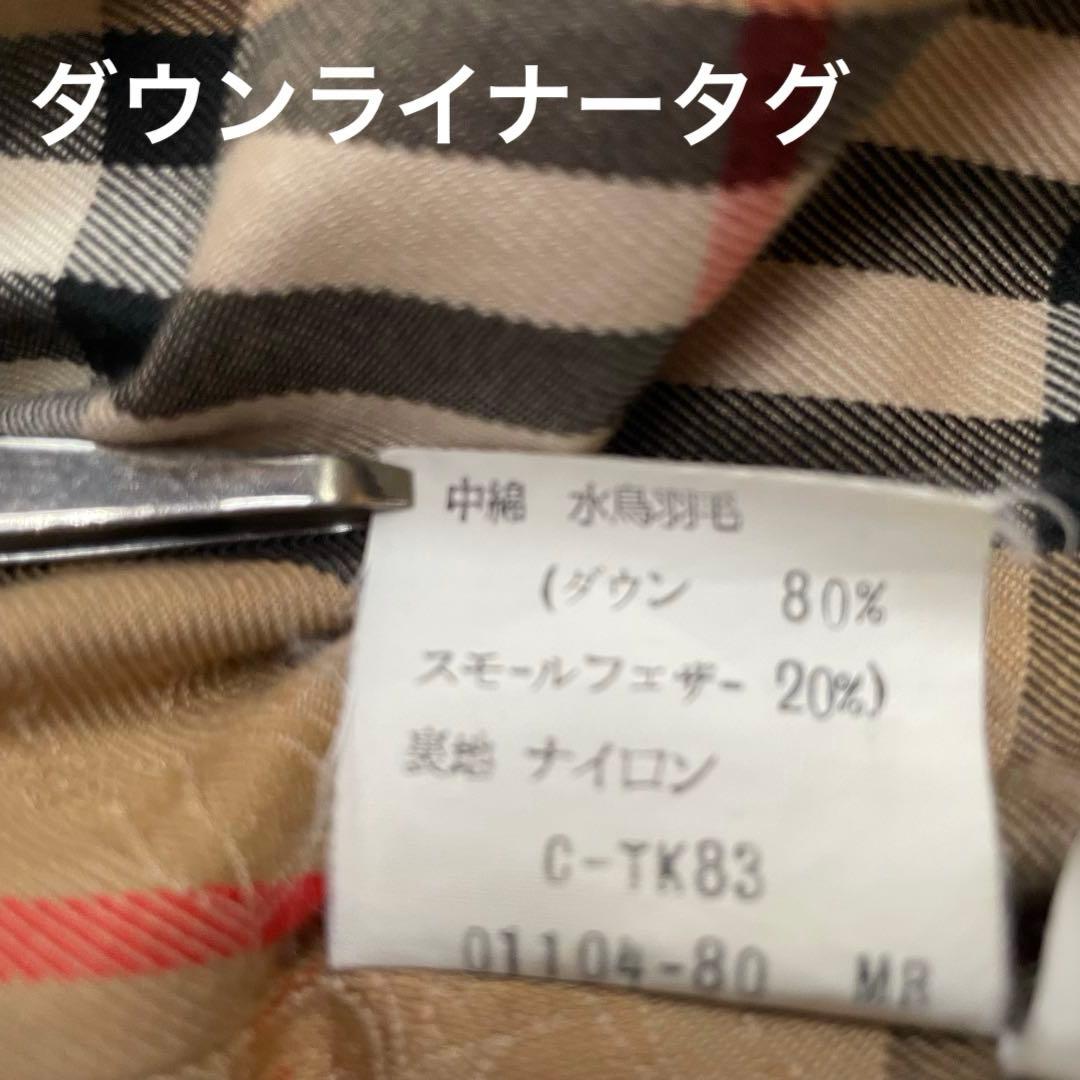 ダウンライナータグ
中綿 水鳥羽毛
(ダウン 80%
スモールフェザー 20%)
裏地 ナイロン
C-TK83
01104-80 MB